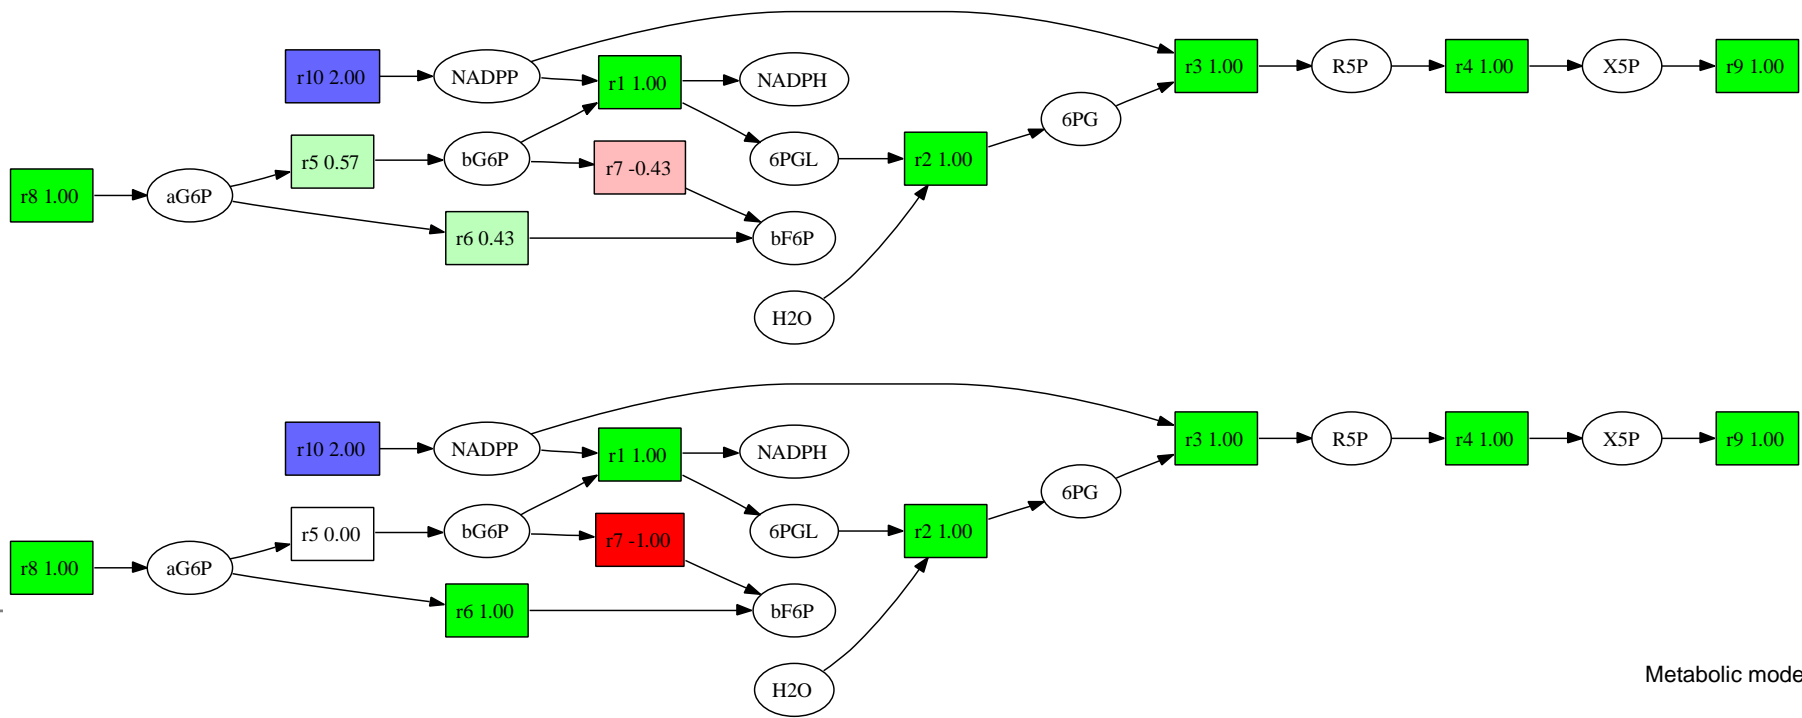 r10 2.00
NADPP
r1 1.00
NADPH
r3 1.00
R5P
r4 1.00
X5P
r9 1.00
6PG
r5 0.57
bG6P
r7 -0.43
6PGL
r2 1.00
r8 1.00
aG6P
r6 0.43
bF6P
H2O
r10 2.00
NADPP
r1 1.00
NADPH
r3 1.00
R5P
r4 1.00
X5P
r9 1.00
6PG
r5 0.00
bG6P
r7 -1.00
6PGL
r2 1.00
r8 1.00
aG6P
r6 1.00
bF6P
H2O
Metabolic mode